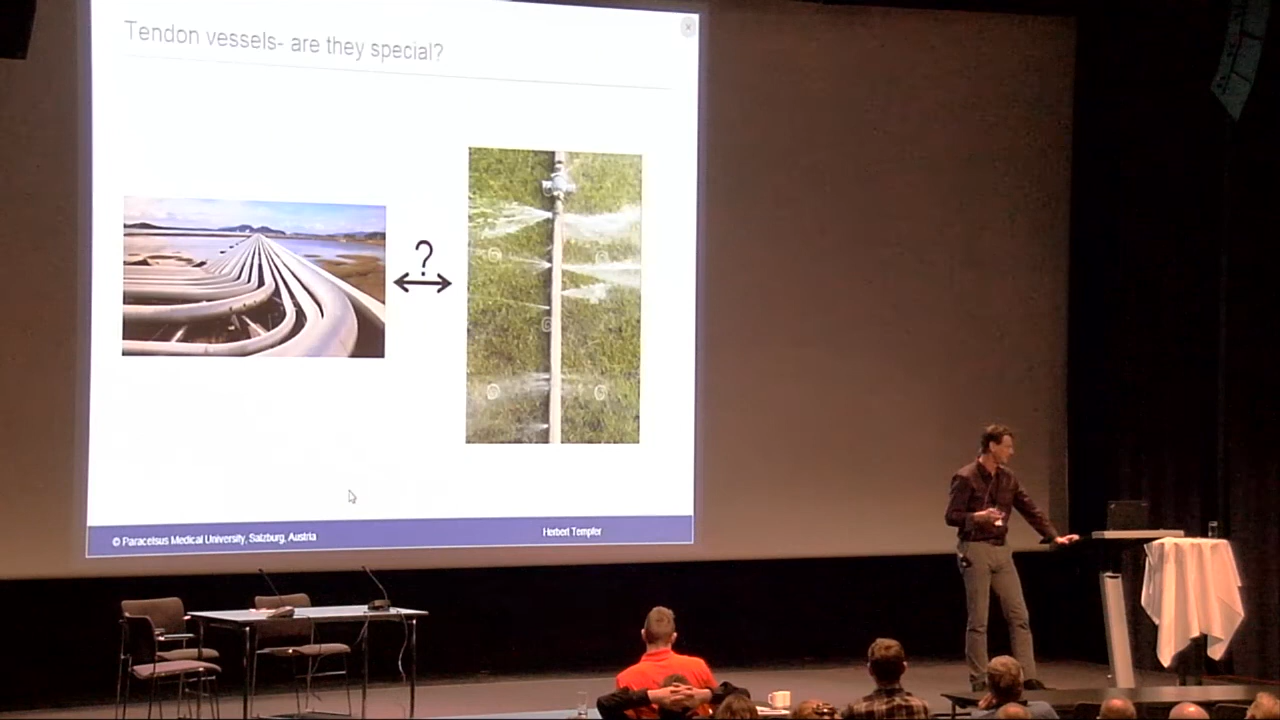 Tendon vessels- are they special?
?
© Paracelsus Medical University, Salzburg, Austria
Herbert Tempfer